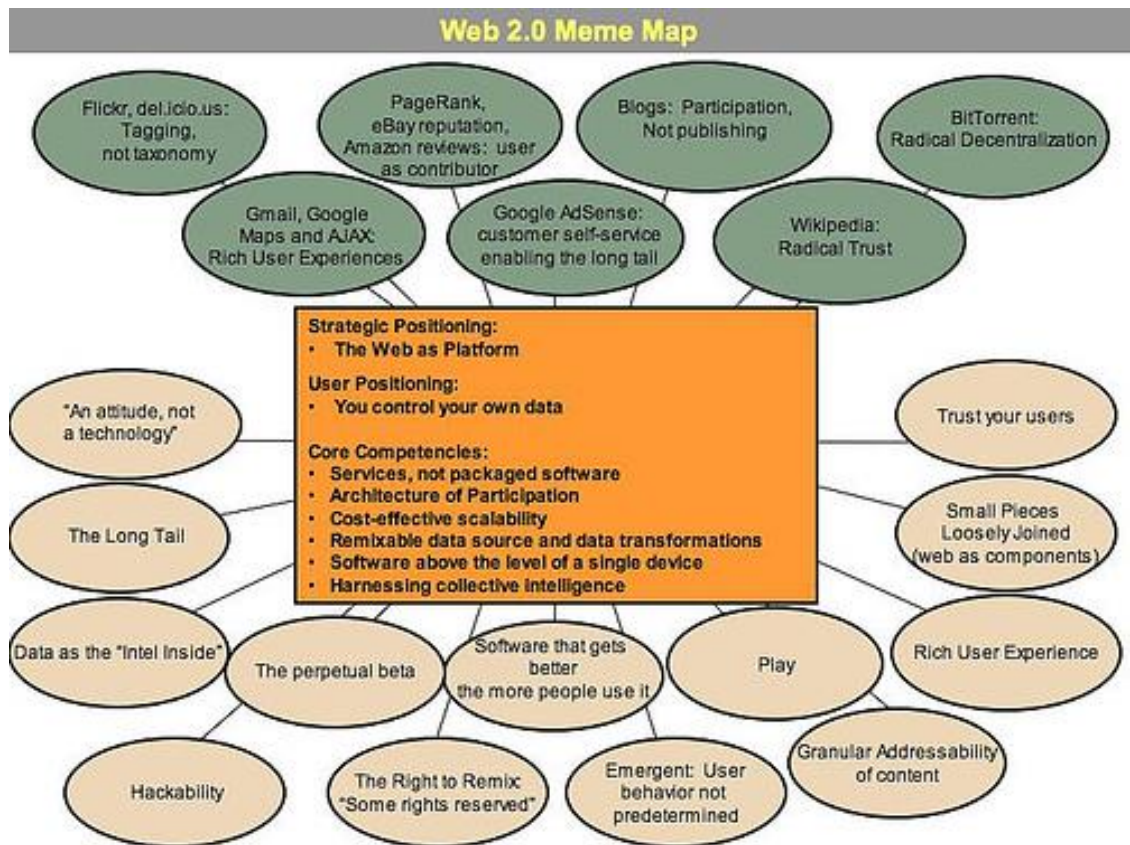 Web 2.0 Meme Map
Flickr, del.icio.us:
Tagging,
not taxonomy
PageRank,
eBay reputation,
Amazon reviews: user
as contributor
Blogs: Participation,
Not publishing
BitTorrent:
Radical Decentralization
Gmail, Google
Maps and AJAX:
Rich User Experiences
Google AdSense:
customer self-service
enabling the long tail
Wikipedia:
Radical Trust
Strategic Positioning:
• The Web as Platform
User Positioning:
• You control your own data
Core Competencies:
• Services, not packaged software
• Architecture of Participation
• Cost-effective scalability
• Remixable data source and data transformations
• Software above the level of a single device
• Harnessing collective intelligence
"An attitude, not
a technology"
Trust your users
The Long Tail
Small Pieces
Loosely Joined
(web as components)
Data as the "Intel Inside"
The perpetual beta
Software that gets
better
the more people use it
Play
Rich User Experience
Hackability
The Right to Remix:
"Some rights reserved"
Emergent: User
behavior not
predetermined
Granular Addressability
of content